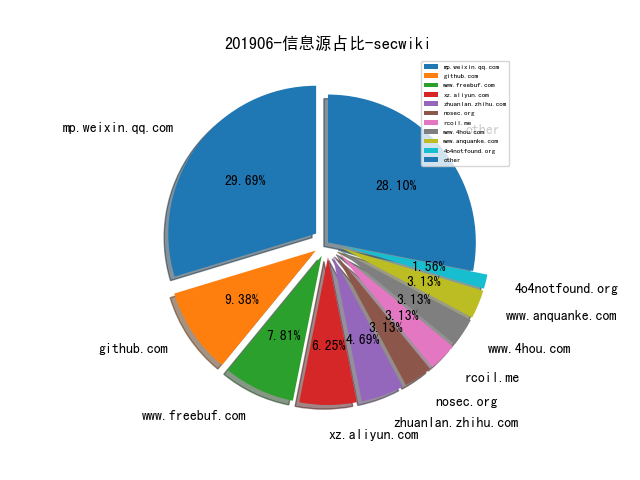 201906-信息源占比-secwiki
mp.weixin.qq.com
github.com
www.freebuf.com
xz.aliyun.com
zhuanlan.zhihu.com
nosec.org
rcoil.me
www.4hou.com
www.anquanke.com
4o4notfound.org
other
other
mp.weixin.qq.com
29.69%
28.10%
1.56%
3.13%
4o4notfound.org
9.38%
3.13%
www.anquanke.com
3.13%
3.13%
7.81%
6.25%
4.69%
github.com
www.4hou.com
rcoil.me
nosec.org
www.freebuf.com
zhuanlan.zhihu.com
xz.aliyun.com